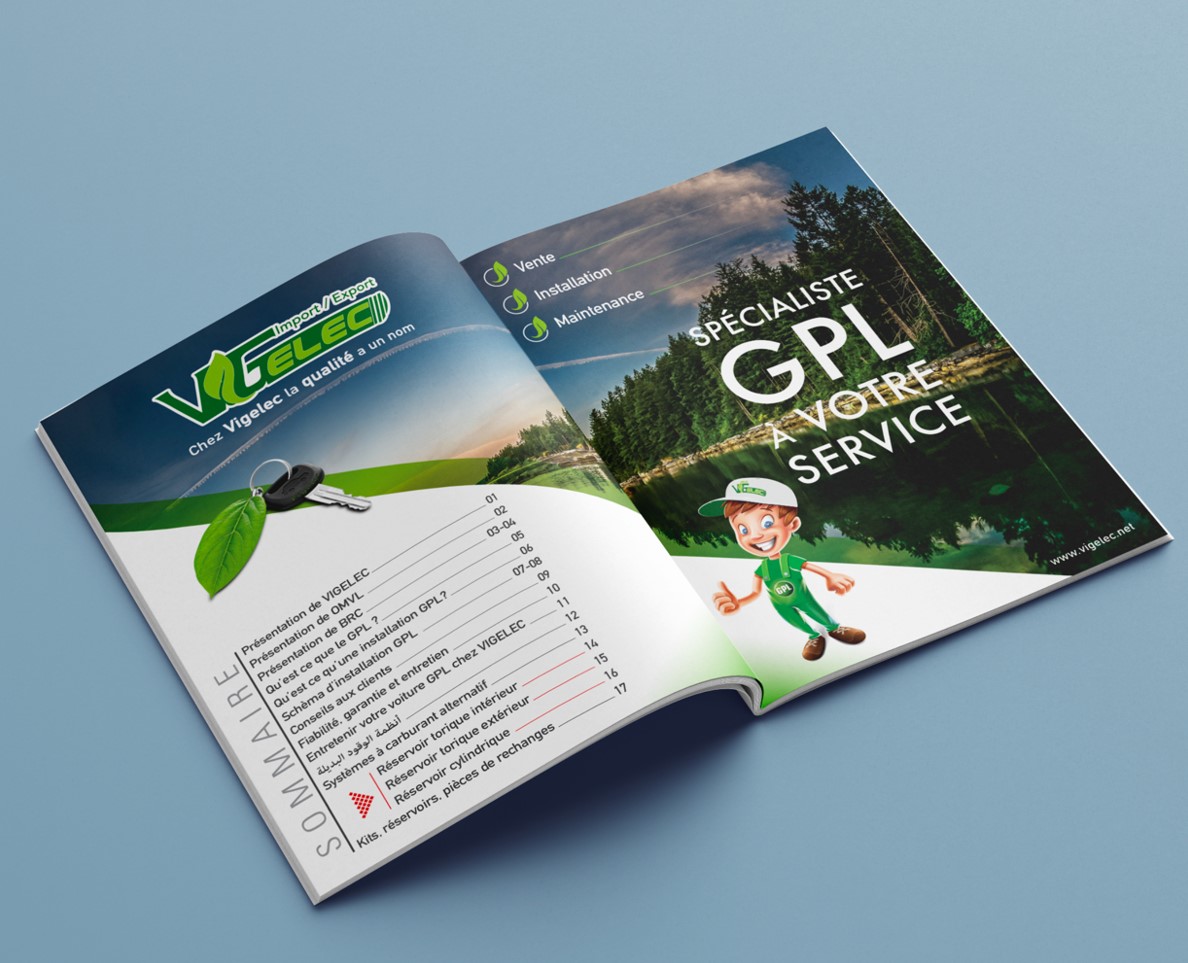 Import / Export
VIGELEC
Chez Vigelec la qualité a un nom
SOMMAIRE
Présentation de VIGELEC 01
Présentation de OMVL 02
Présentation de BRC 03-04
Qu'est ce que le GPL ? 05
Qu'est ce qu'une installation GPL? 06
Schéma d'installation GPL 07-08
Conseils aux clients 09
Fiabilité, garantie et entretien 10
Entretenir votre voiture GPL chez VIGELEC 11
أنظمة الوقود البديلة 12
Systèmes à carburant alternatif 13
Réservoir torique intérieur 14
Réservoir torique extérieur 15
Réservoir cylindrique 16
Kits, réservoirs, pièces de rechanges 17
Vente
Installation
Maintenance
SPÉCIALISTE
GPL
À VOTRE
SERVICE
VIGELEC
GPL
www.vigelec.net